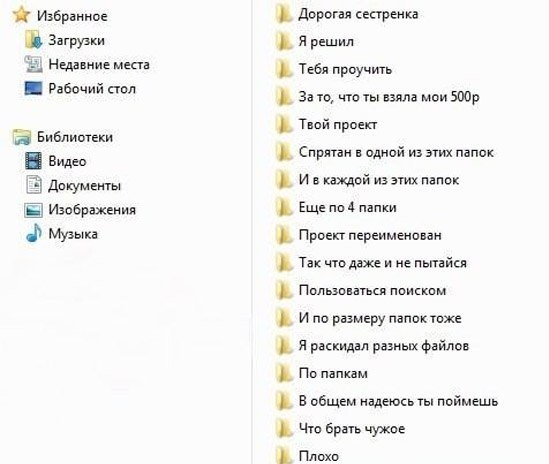 Избранное
Загрузки
Недавние места
Рабочий стол
Библиотеки
Видео
Документы
Изображения
Музыка
Дорогая сестренка
Я решил
Тебя проучить
За то, что ты взяла мои 500р
Твой проект
Спрятан в одной из этих папок
И в каждой из этих папок
Еще по 4 папки
Проект переименован
Так что даже и не пытайся
Пользоваться поиском
И по размеру папок тоже
Я раскидал разных файлов
По папкам
В общем надеюсь ты поймешь
Что брать чужое
Плохо